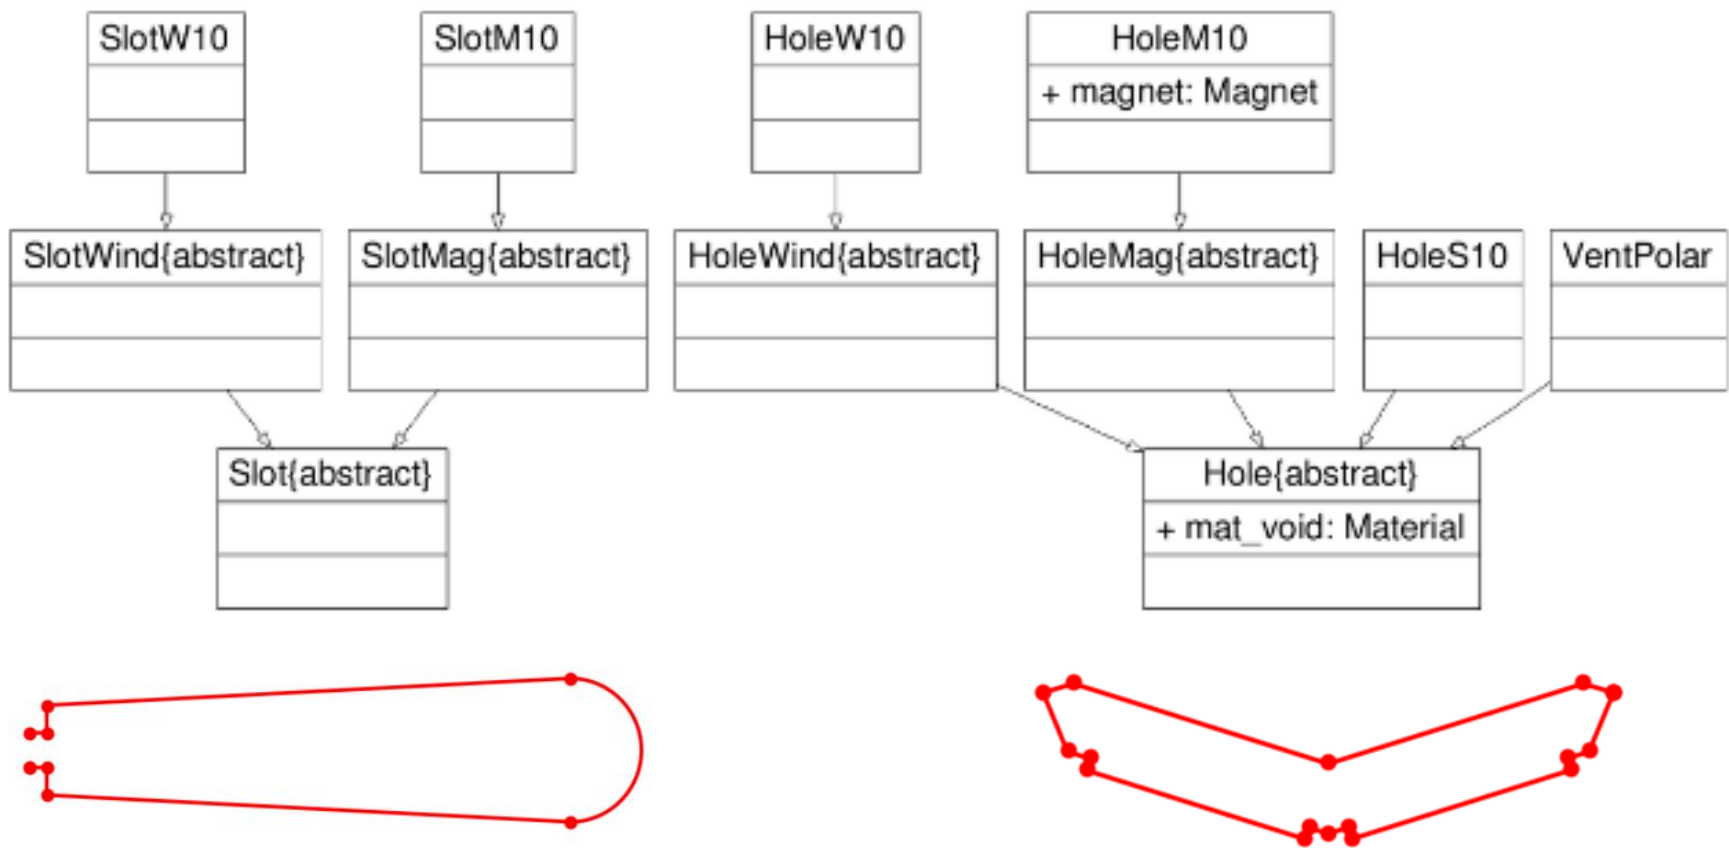 SlotW10
SlotM10
HoleW10
HoleM10
+ magnet: Magnet
SlotWind{abstract}
SlotMag{abstract}
HoleWind{abstract}
HoleMag{abstract}
HoleS10
VentPolar
Slot{abstract}
Hole{abstract}
+ mat_void: Material